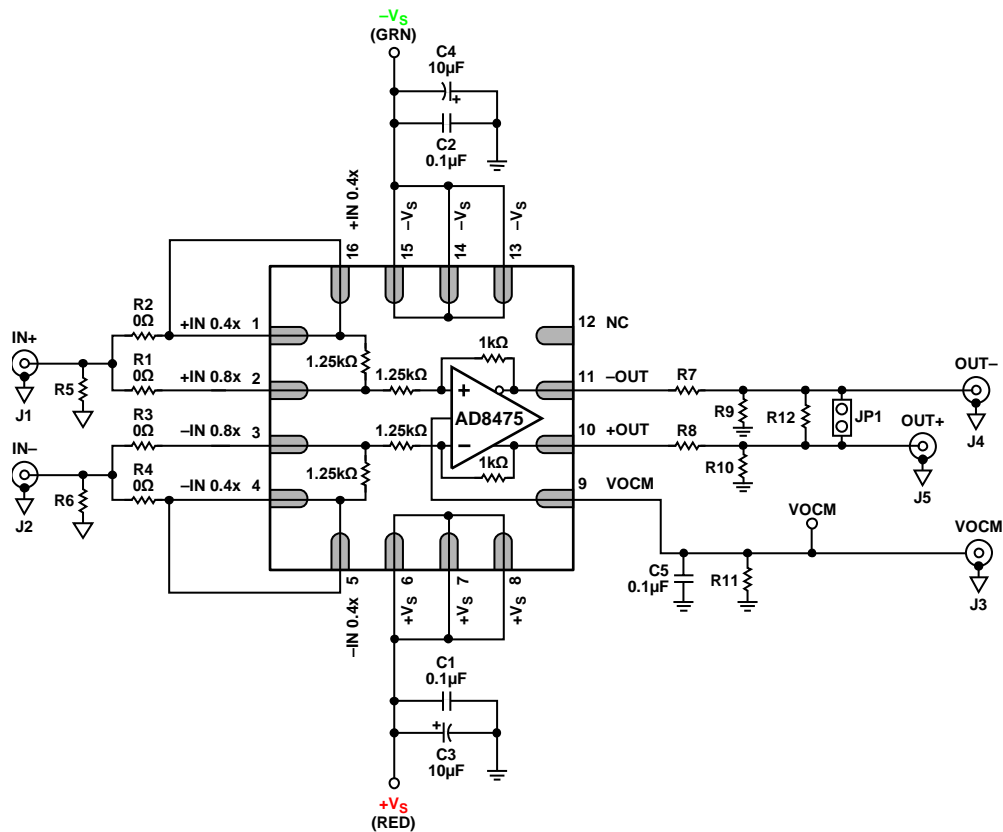 –VS
(GRN)
C4
10µF
C2
0.1µF
+IN 0.4x
–VS
–VS
–VS
16
15
14
13
R2
0Ω
+IN 0.4x 1
12 NC
IN+
R5
J1
R1
0Ω
+IN 0.8x 2
1.25kΩ
1.25kΩ
1kΩ
11 –OUT
R7
OUT–
R9
R12
JP1
J4
AD8475
+
–
R3
0Ω
–IN 0.8x 3
1.25kΩ
1kΩ
10 +OUT
R8
OUT+
R10
J5
IN–
R6
J2
R4
0Ω
–IN 0.4x 4
1.25kΩ
9 VOCM
VOCM
VOCM
C5
0.1µF
R11
J3
5
6
7
8
–IN 0.4x
+VS
+VS
+VS
C1
0.1µF
+
C3
10µF
+VS
(RED)
+